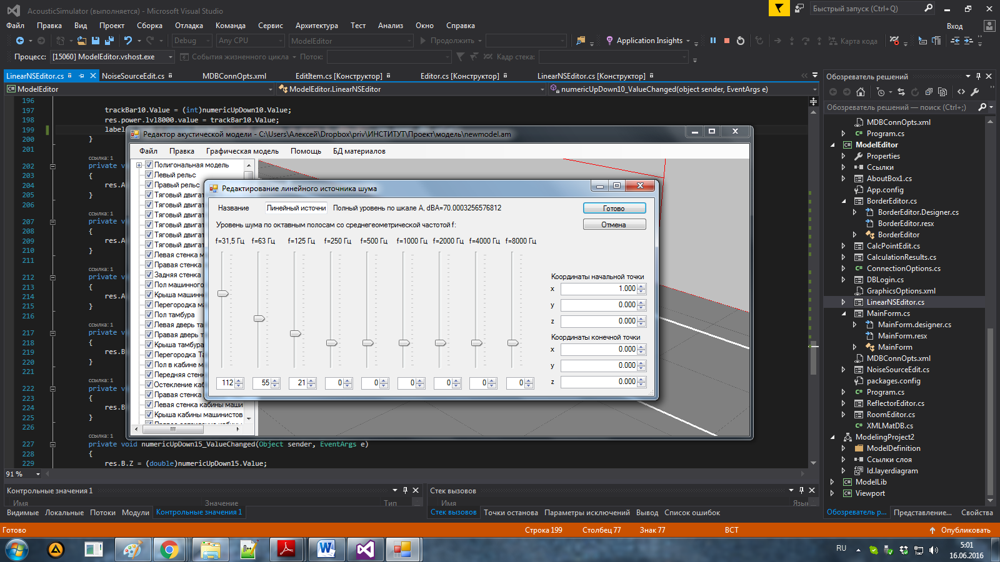 AcousticSimulator (выполняется) - Microsoft Visual Studio
Быстрый запуск (Ctrl+Q)
Файл Правка Вид Проект Сборка Отладка Команда Сервис Архитектура Тест Анализ Окно Справка
Вход
Debug Any CPU ModelEditor Продолжить Application Insights Карта кода
Процесс: [15060] ModelEditor.vshost.exe События жизненного цикла Поток: Кадр стека:
LinearNSEditor.cs NoiseSourceEdit.cs MDBConnOpts.xml EditItem.cs [Конструктор] Editor.cs [Конструктор] LinearNSEditor.cs [Конструктор]
ModelEditor ModelEditor.LinearNSEditor numericUpDown10_ValueChanged(object sender, EventArgs e)
196
197 trackBar10.Value = (int)numericUpDown10.Value;
198 res.power.lvl8000.value = trackBar10.Value;
199 label
200 }
201
ссылка: 1
202 private vo
203 {
204 res.A
205 }
206
ссылка: 1
207 private vo
208 {
209 res.A
210 }
211
ссылка: 1
212 private vo
213 {
214 res.A
215 }
216
ссылка: 1
217 private vo
218 {
219 res.B
220 }
221
ссылка: 1
222 private vo
223 {
224 res.B
225 }
226
ссылка: 1
227 private void numericUpDown15_ValueChanged(Object sender, EventArgs e)
228 {
229 res.B.Z = (double)numericUpDown15.Value;
91 %
Редактор акустической модели - C:\Users\Алексей\Dropbox\priv\ИНСТИТУТ\Проект\модель\newmodel.am
Файл Правка Графическая модель Помощь БД материалов
Полигональная модель
Левый рельс
Правый рельс
Тяговый двигат
Тяговый двигат
Тяговый двигат
Тяговый двигат
Тяговый двигат
Тяговый двигат
Левая стенка м
Правая стенка
Задняя стенка
Пол машинного
Крыша машинно
Перегородка ма
Пол тамбура
Левая дверь та
Правая дверь т
Крыша тамбура
Перегородка Та
Пол в кабине м
Передняя стенк
Остекление каб
Правая стенка
Левая стенка кабины маши
Крыша кабины машинистов
Редактирование линейного источника шума
Название Линейный источни Полный уровень по шкале A, dBA=70.0003256576812
Готово
Отмена
Уровень шума по октавным полосам со среднегеометрической частотой f:
f=31,5 Гц f=63 Гц f=125 Гц f=250 Гц f=500 Гц f=1000 Гц f=2000 Гц f=4000 Гц f=8000 Гц
112 55 21 0 0 0 0 0 0
Координаты начальной точки
x 1.000
y 0.000
z 0.000
Координаты конечной точки
x 0.000
y 0.000
z 0.000
Обозреватель решений
Обозреватель решений — поиск (Ctrl+;)
MDBConnOpts.xml
Program.cs
ModelEditor
Properties
Ссылки
AboutBox1.cs
App.config
BorderEditor.cs
BorderEditor.Designer.cs
BorderEditor.resx
BorderEditor
CalcPointEdit.cs
CalculationResults.cs
ConnectionOptions.cs
DBLogin.cs
GraphicsOptions.xml
LinearNSEditor.cs
MainForm.cs
MainForm.designer.cs
MainForm.resx
MainForm
MDBConnOpts.xml
NoiseSourceEdit.cs
packages.config
Program.cs
ReflectorEditor.cs
RoomEditor.cs
XMLMatDB.cs
ModelingProject2
ModelDefinition
Ссылки слоя
Id.layerdiagram
ModelLib
Viewport
Обозреватель р... Представление... Свойства
Контрольные значения 1
Имя Значение Тип
Видимые Локальные Потоки Модули Контрольные значения 1
Стек вызовов
Имя Язык
Стек вызовов Точки останова Параметры исключений Вывод Список ошибок
Готово Строка 199 Столбец 77 Знак 77 ВСТ Опубликовать
RU
5:01
16.06.2016